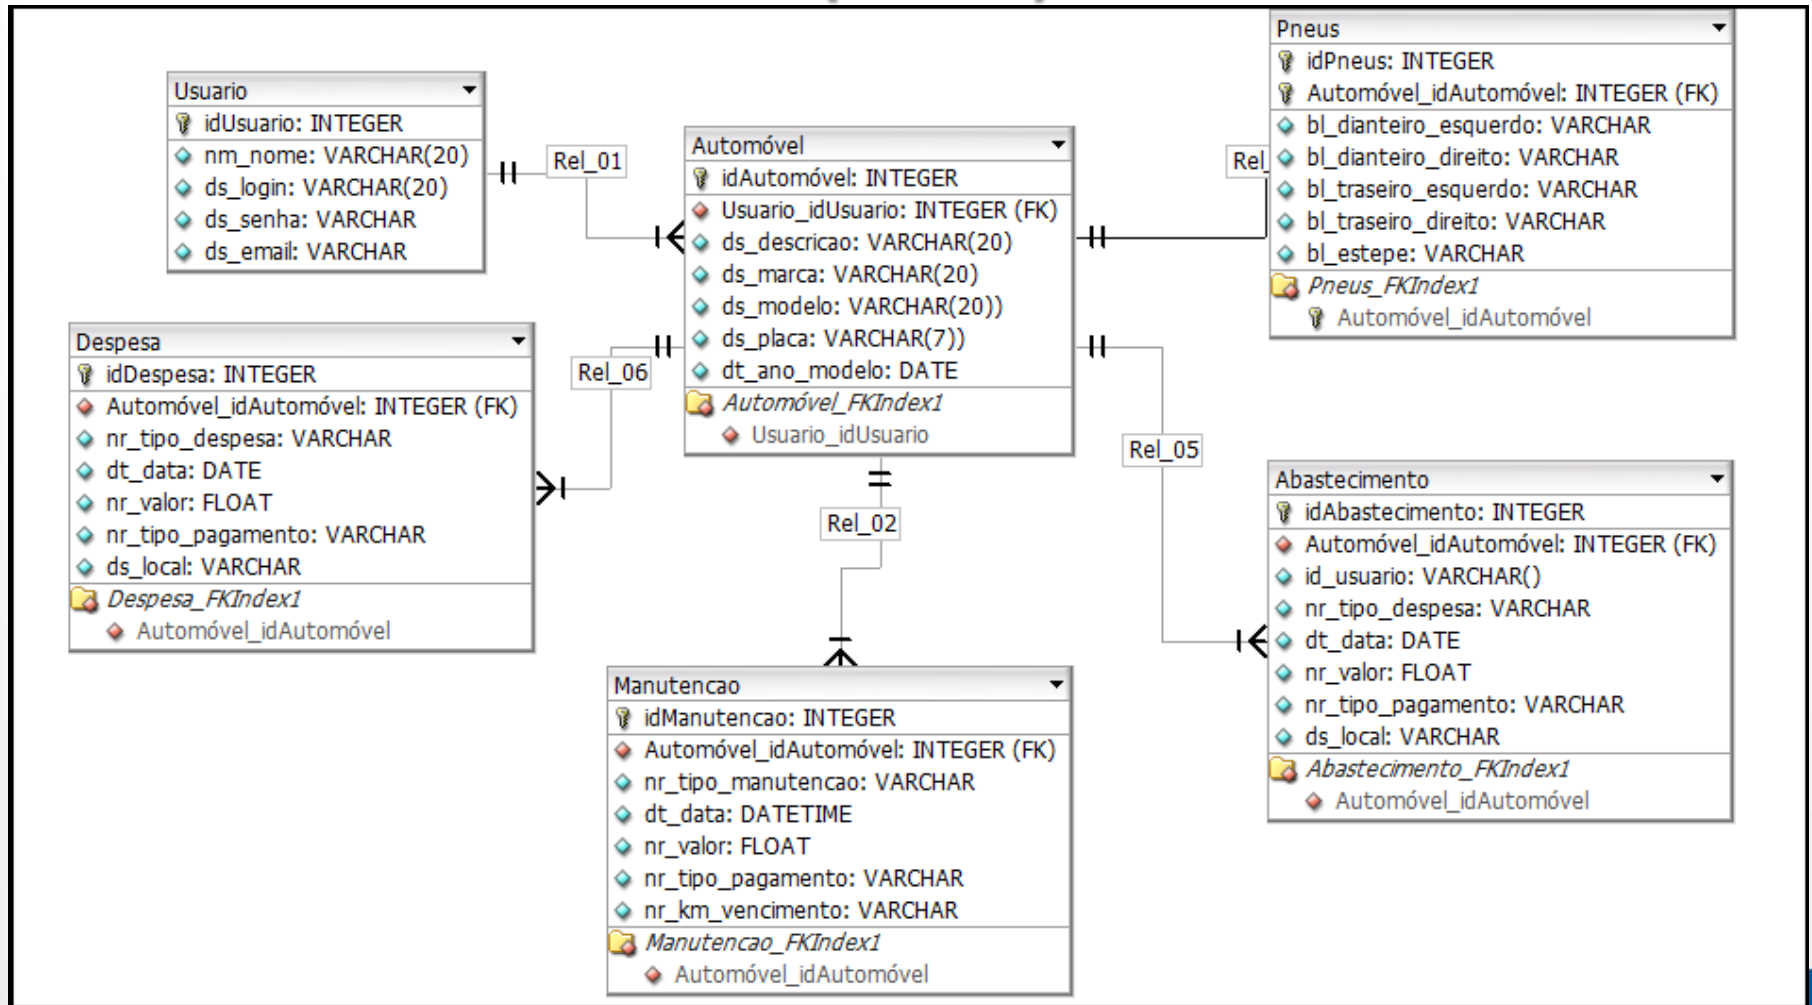 Usuario
idUsuario: INTEGER
nm_nome: VARCHAR(20)
ds_login: VARCHAR(20)
ds_senha: VARCHAR
ds_email: VARCHAR
Rel_01
Automóvel
idAutomóvel: INTEGER
Usuario_idUsuario: INTEGER (FK)
ds_descricao: VARCHAR(20)
ds_marca: VARCHAR(20)
ds_modelo: VARCHAR(20))
ds_placa: VARCHAR(7))
dt_ano_modelo: DATE
Automóvel_FKIndex1
Usuario_idUsuario
Rel_
Pneus
idPneus: INTEGER
Automóvel_idAutomóvel: INTEGER (FK)
bl_dianteiro_esquerdo: VARCHAR
bl_dianteiro_direito: VARCHAR
bl_traseiro_esquerdo: VARCHAR
bl_traseiro_direito: VARCHAR
bl_estepe: VARCHAR
Pneus_FKIndex1
Automóvel_idAutomóvel
Despesa
idDespesa: INTEGER
Automóvel_idAutomóvel: INTEGER (FK)
nr_tipo_despesa: VARCHAR
dt_data: DATE
nr_valor: FLOAT
nr_tipo_pagamento: VARCHAR
ds_local: VARCHAR
Despesa_FKIndex1
Automóvel_idAutomóvel
Rel_06
Rel_02
Rel_05
Abastecimento
idAbastecimento: INTEGER
Automóvel_idAutomóvel: INTEGER (FK)
id_usuario: VARCHAR()
nr_tipo_despesa: VARCHAR
dt_data: DATE
nr_valor: FLOAT
nr_tipo_pagamento: VARCHAR
ds_local: VARCHAR
Abastecimento_FKIndex1
Automóvel_idAutomóvel
Manutencao
idManutencao: INTEGER
Automóvel_idAutomóvel: INTEGER (FK)
nr_tipo_manutencao: VARCHAR
dt_data: DATETIME
nr_valor: FLOAT
nr_tipo_pagamento: VARCHAR
nr_km_vencimento: VARCHAR
Manutencao_FKIndex1
Automóvel_idAutomóvel